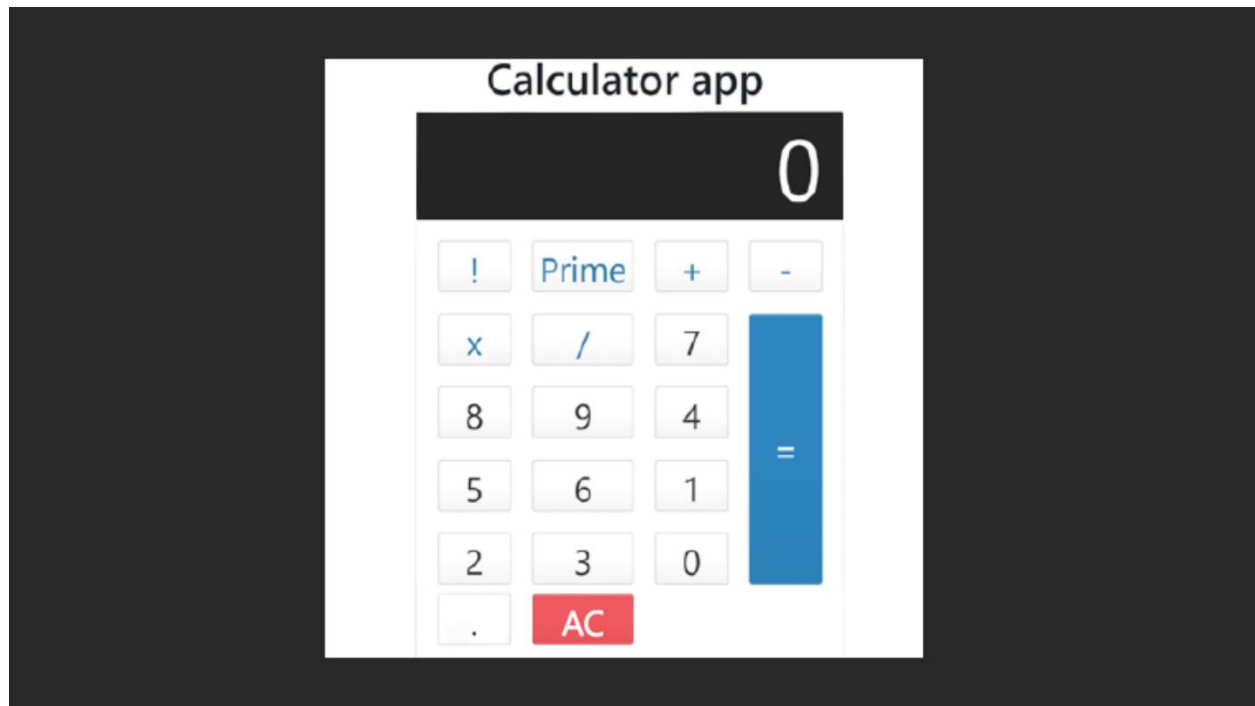 Calculator app
0
! Prime + -
x / 7
8 9 4
=
5 6 1
2 3 0
. AC